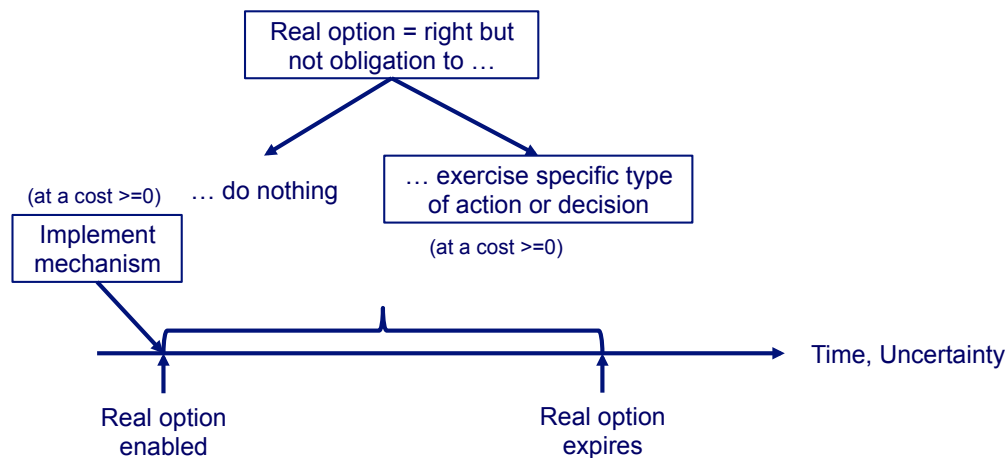 Real option = right but
not obligation to …
… do nothing
… exercise specific type
of action or decision
(at a cost >=0)
(at a cost >=0)
Implement
mechanism
Time, Uncertainty
Real option
enabled
Real option
expires